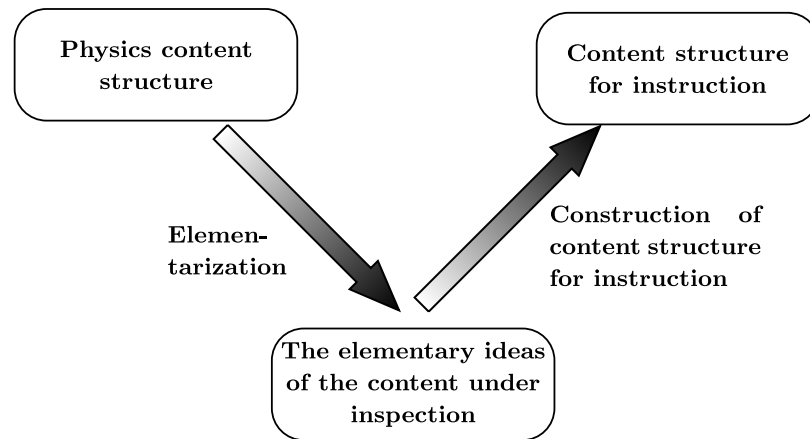 Physics content
structure
Content structure
for instruction
Elemen-
tarization
Construction of
content structure
for instruction
The elementary ideas
of the content under
inspection